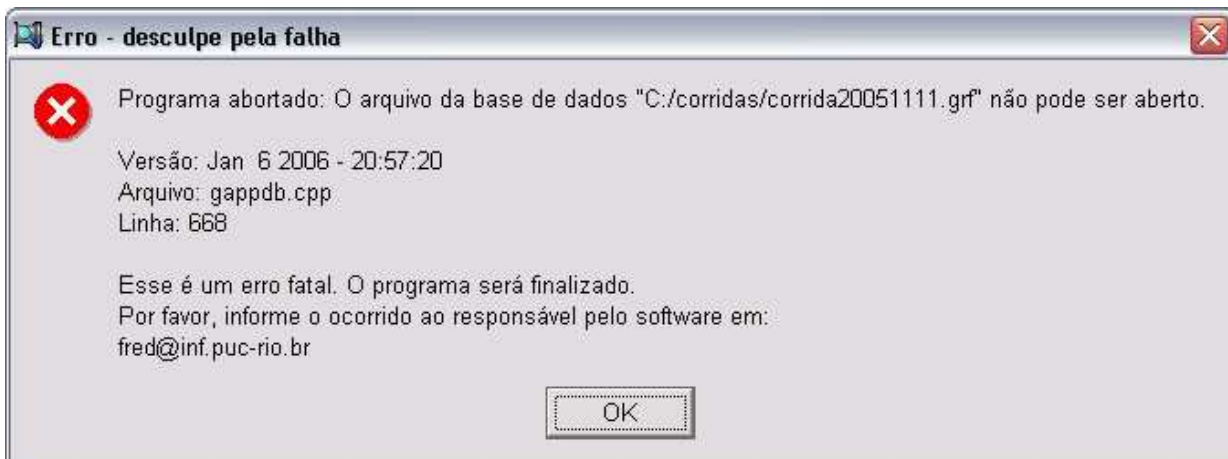 Erro - desculpe pela falha
Programa abortado: O arquivo da base de dados "C:/corridas/corrida20051111.grf" não pode ser aberto.
Versão: Jan  6 2006 - 20:57:20
Arquivo: gappdb.cpp
Linha: 668
Esse é um erro fatal. O programa será finalizado.
Por favor, informe o ocorrido ao responsável pelo software em:
fred@inf.puc-rio.br
OK